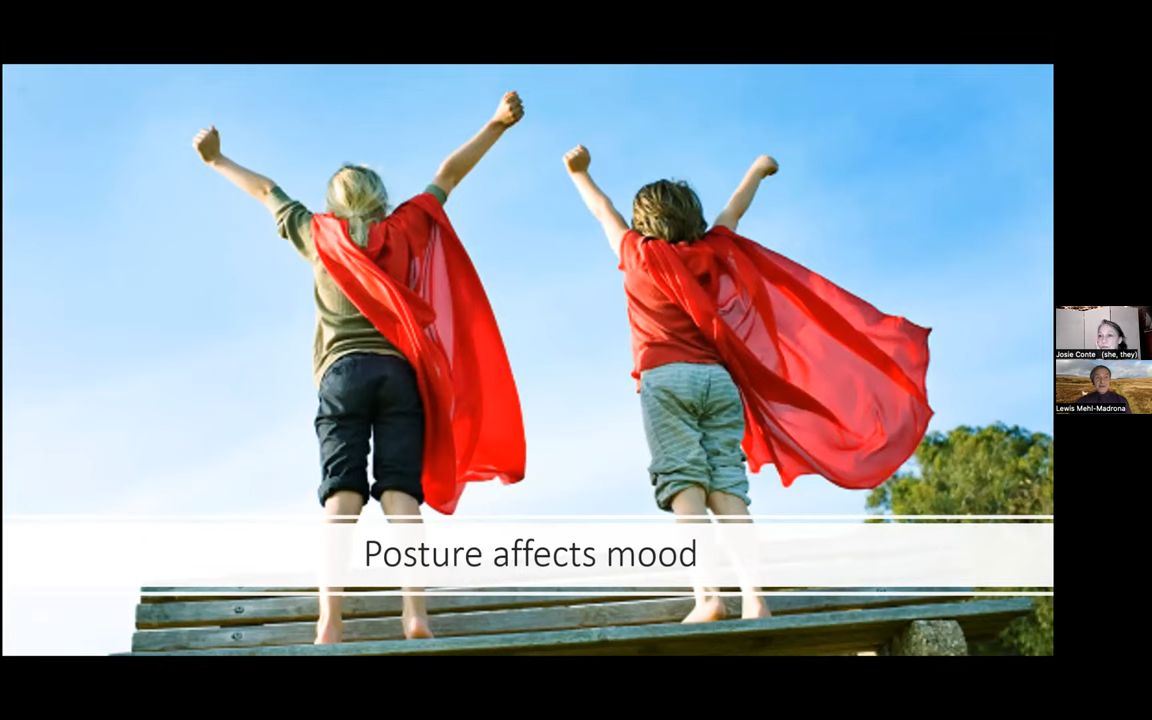 Posture affects mood
Josie Conte (she, they)
Lewis Mehl-Madrona